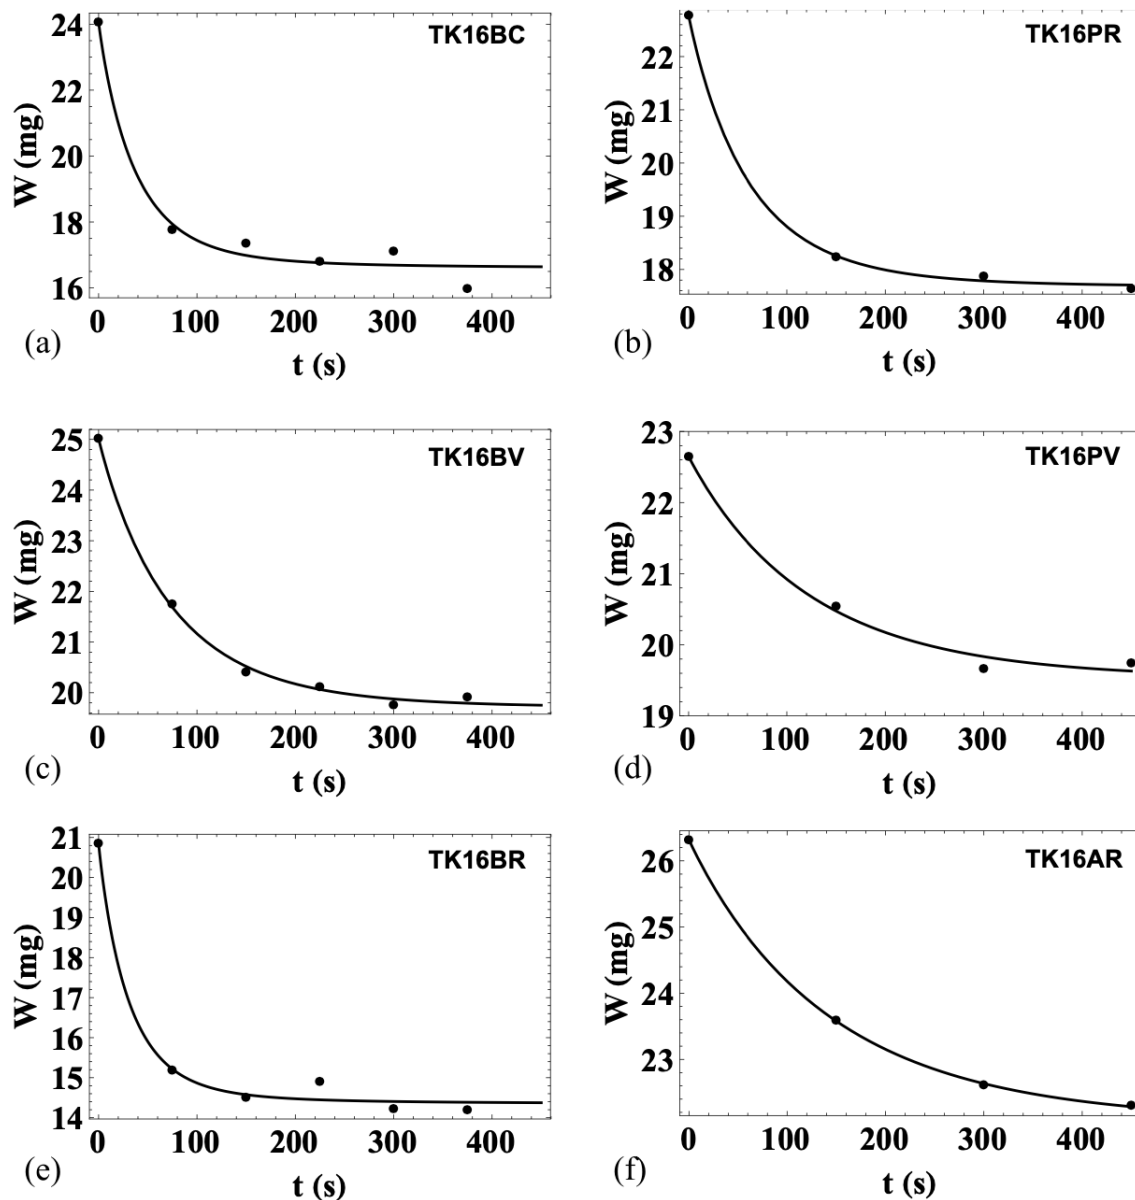 TK16BC
W (mg)
24
22
20
18
16
0 100 200 300 400
t (s)
(a)
TK16PR
W (mg)
22
21
20
19
18
0 100 200 300 400
t (s)
(b)
TK16BV
W (mg)
25
24
23
22
21
20
0 100 200 300 400
t (s)
(c)
TK16PV
W (mg)
23
22
21
20
19
0 100 200 300 400
t (s)
(d)
TK16BR
W (mg)
21
20
19
18
17
16
15
14
0 100 200 300 400
t (s)
(e)
TK16AR
W (mg)
26
25
24
23
0 100 200 300 400
t (s)
(f)